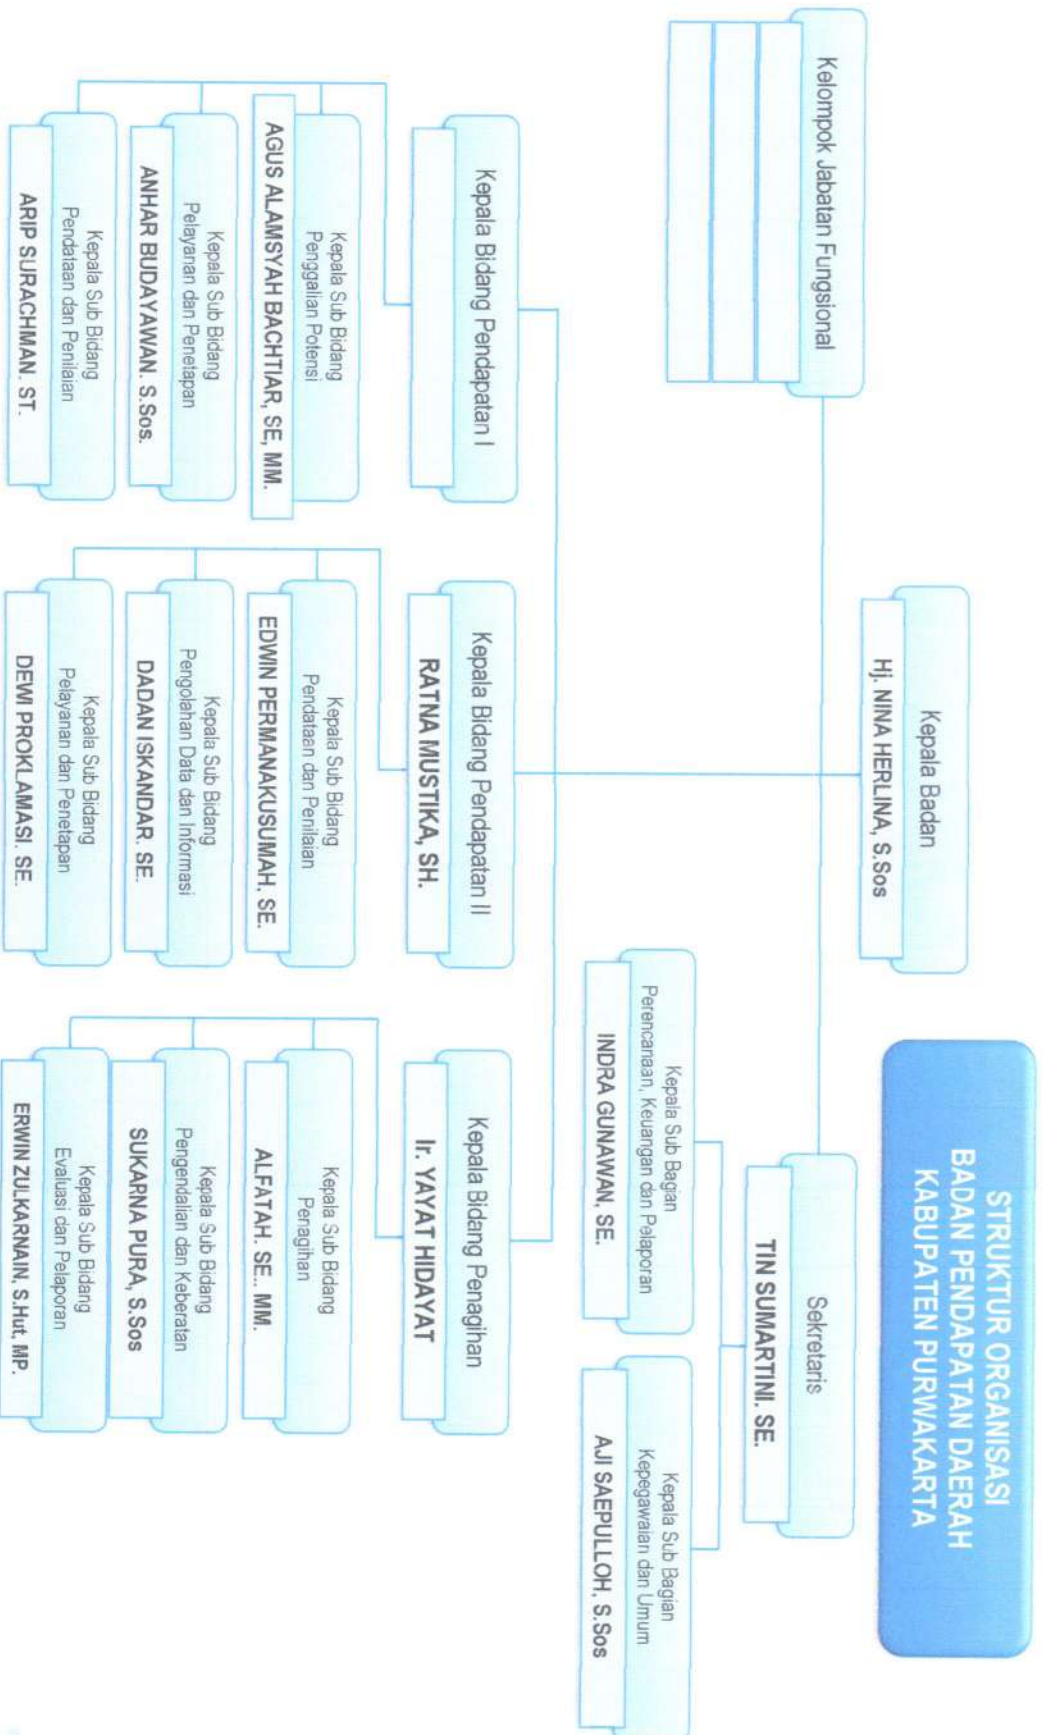 STRUKTUR ORGANISASI
BADAN PENDAPATAN DAERAH
KABUPATEN PURWAKARTA
Kepala Badan
Hj. NINA HERLINA, S.Sos
Kelompok Jabatan Fungsional
Sekretaris
TIN SUMARTINI. SE.
Kepala Sub Bagian
Perencanaan, Keuangan dan Pelaporan
INDRA GUNAWAN, SE.
Kepala Sub Bagian
Kepegawaian dan Umum
AJI SAEPULLOH, S.Sos
Kepala Bidang Pendapatan I
Kepala Sub Bidang
Penggalian Potensi
AGUS ALAMSYAH BACHTIAR, SE, MM.
Kepala Sub Bidang
Pelayanan dan Penetapan
ANHAR BUDAYAWAN. S.Sos.
Kepala Sub Bidang
Pendataan dan Penilaian
ARIP SURACHMAN. ST.
Kepala Bidang Pendapatan II
RATNA MUSTIKA, SH.
Kepala Sub Bidang
Pendataan dan Penilaian
EDWIN PERMANAKUSUMAH. SE.
Kepala Sub Bidang
Pengolahan Data dan Informasi
DADAN ISKANDAR. SE.
Kepala Sub Bidang
Pelayanan dan Penetapan
DEWI PROKLAMASI. SE.
Kepala Bidang Penagihan
Ir. YAYAT HIDAYAT
Kepala Sub Bidang
Penagihan
ALFATAH. SE.. MM.
Kepala Sub Bidang
Pengendalian dan Keberatan
SUKARNA PURA, S.Sos
Kepala Sub Bidang
Evaluasi dan Pelaporan
ERWIN ZULKARNAIN, S.Hut, MP.